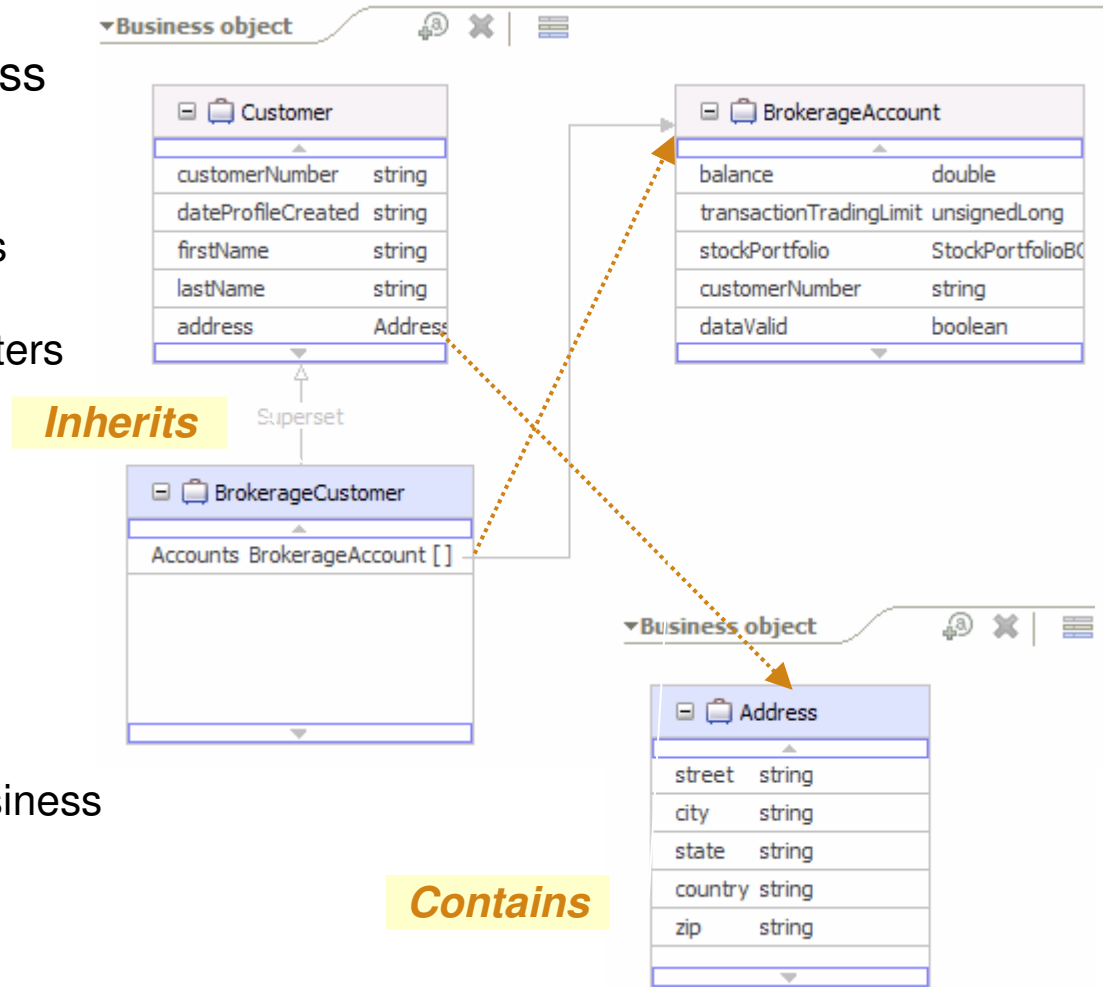 Business object
ss
Customer
customerNumber string
dateProfileCreated string
firstName string
lastName string
address Address
s
ters
BrokerageAccount
balance double
transactionTradingLimit unsignedLong
stockPortfolio StockPortfolioBO
customerNumber string
dataValid boolean
Inherits
Superset
BrokerageCustomer
Accounts BrokerageAccount [ ]
siness
Business object
Address
street string
city string
state string
country string
zip string
Contains